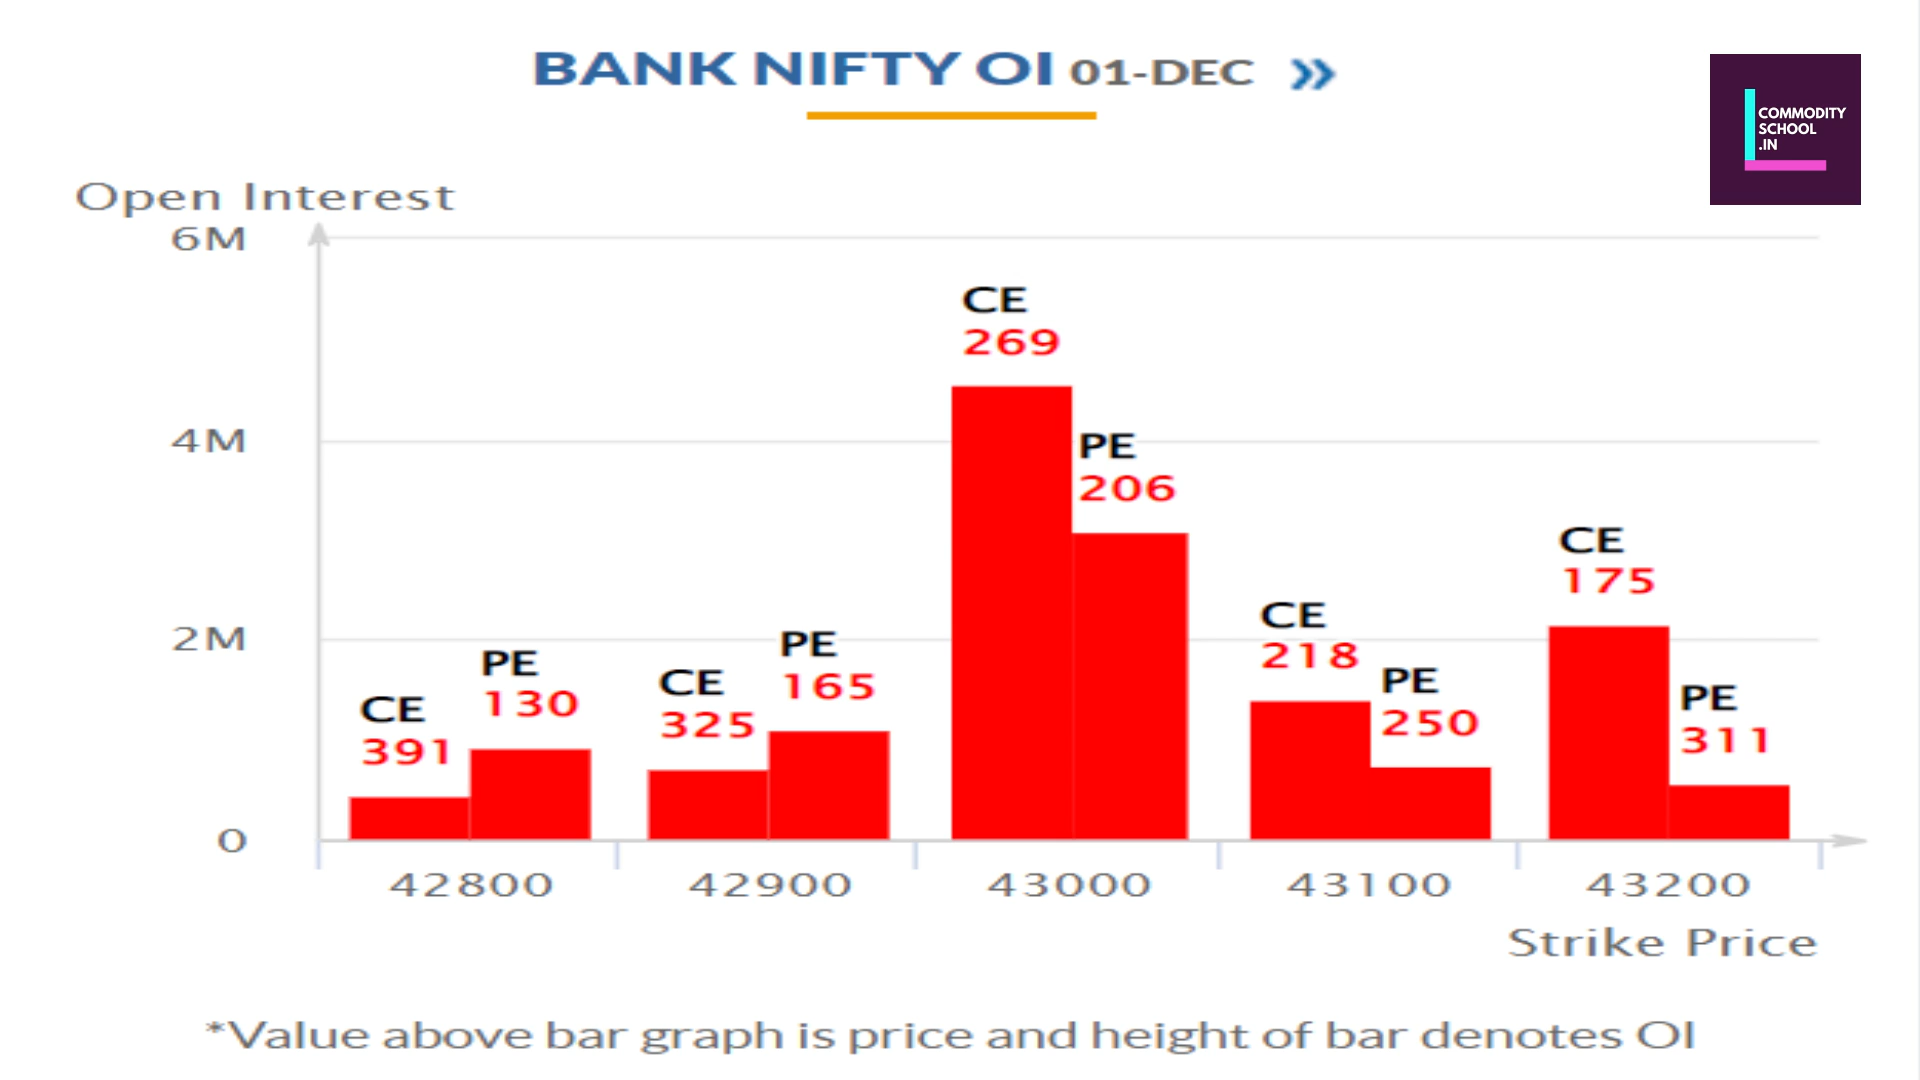 BANK NIFTY OI 01-DEC »
COMMODITY
SCHOOL
.IN
Open Interest
6M
4M
2M
0
CE
391
PE
130
CE
325
PE
165
CE
269
PE
206
CE
218
PE
250
CE
175
PE
311
42800 42900 43000 43100 43200
Strike Price
*Value above bar graph is price and height of bar denotes OI